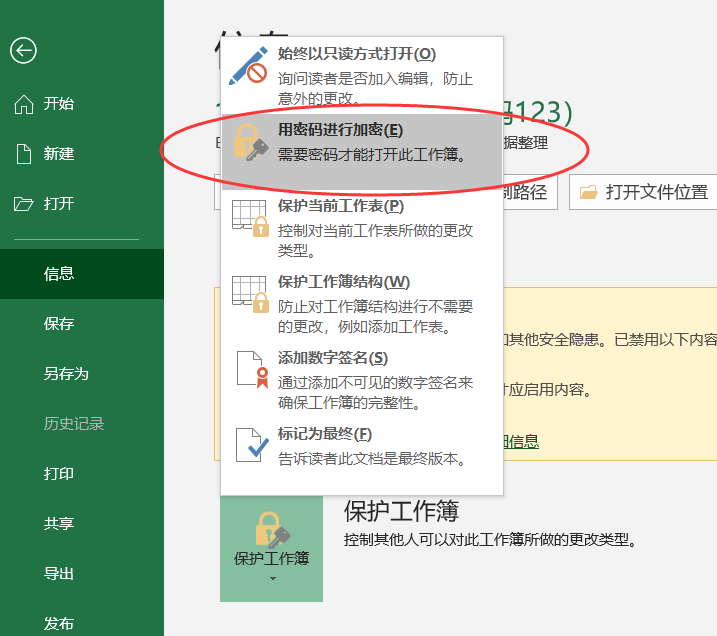 开始
新建
打开
信息
保存
另存为
历史记录
打印
共享
导出
发布
始终以只读方式打开(O)
询问读者是否加入编辑，防止
意外的更改。
用密码进行加密(E)
需要密码才能打开此工作簿。
保护当前工作表(P)
控制对当前工作表所做的更改
类型。
保护工作簿结构(W)
防止对工作簿结构进行不需要
的更改，例如添加工作表。
添加数字签名(S)
通过添加不可见的数字签名来
确保工作簿的完整性。
标记为最终(F)
告诉读者此文档是最终版本。
123）
据整理
路径
打开文件位置
其他安全隐患。已禁用以下内容
应启用内容。
信息
保护工作簿
保护工作簿
控制其他人可以对此工作簿所做的更改类型。